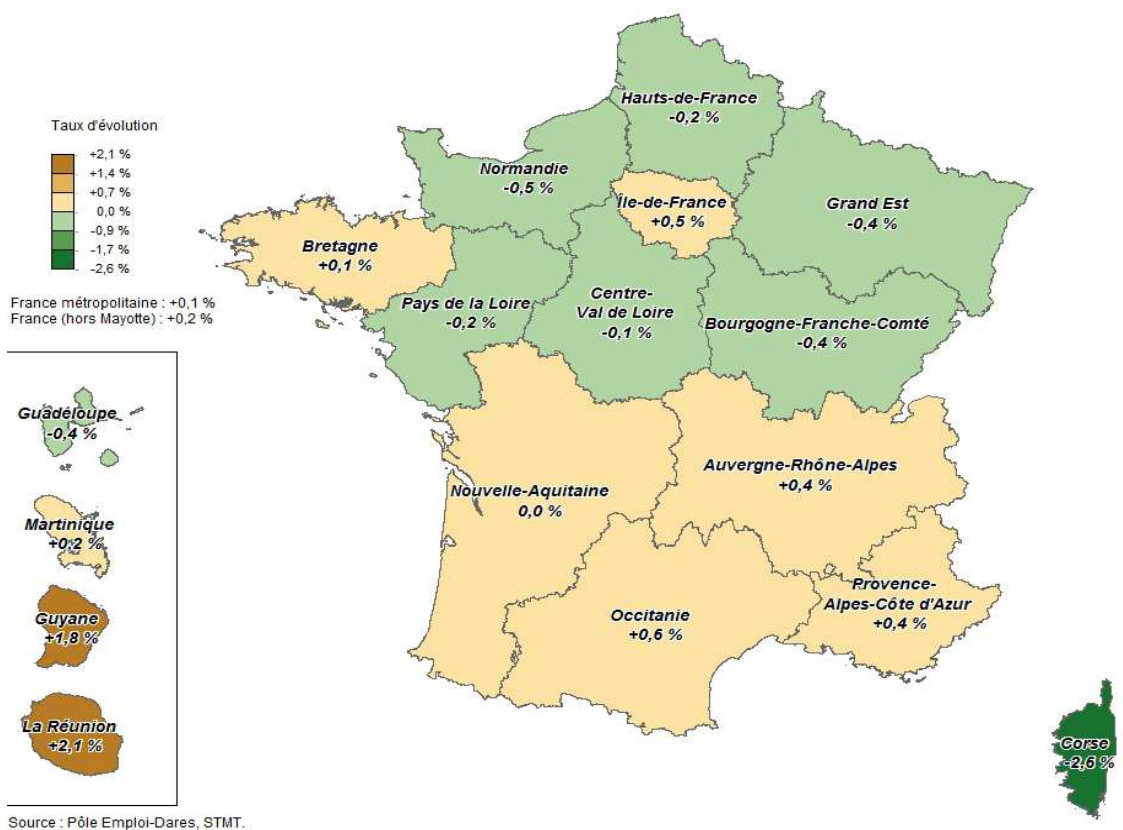 Taux d'évolution
+2,1 %
+1,4 %
+0,7 %
0,0 %
-0,9 %
-1,7 %
-2,6 %
France métropolitaine : +0,1 %
France (hors Mayotte) : +0,2 %
Hauts-de-France
-0,2 %
Normandie
-0,5 %
Île-de-France
+0,5 %
Grand Est
-0,4 %
Bretagne
+0,1 %
Pays de la Loire
-0,2 %
Centre-
Val de Loire
-0,1 %
Bourgogne-Franche-Comté
-0,4 %
Nouvelle-Aquitaine
0,0 %
Auvergne-Rhône-Alpes
+0,4 %
Occitanie
+0,6 %
Provence-
Alpes-Côte d'Azur
+0,4 %
Corse
-2,6 %
Guadéloupe
-0,4 %
Martinique
+0,2 %
Guyane
+1,8 %
La Réunion
+2,1 %
Source : Pôle Emploi-Dares, STMT.